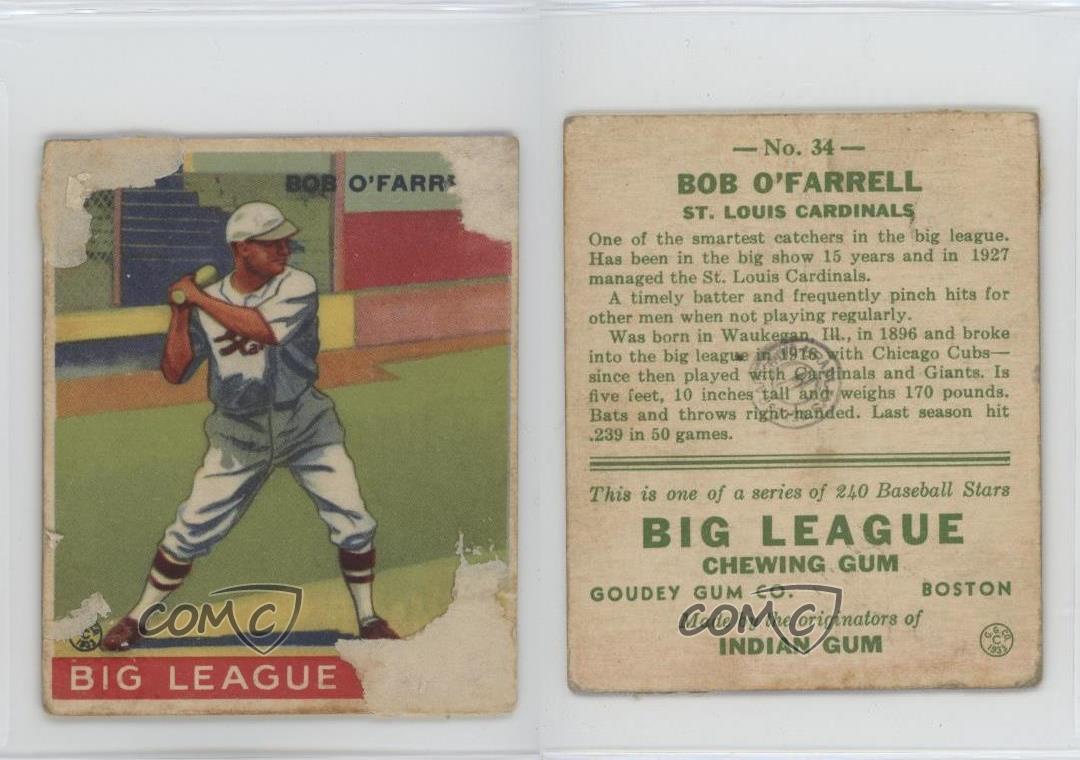 BOB O'FARR
BIG LEAGUE
COMC
— No. 34 —
BOB O'FARRELL
ST. LOUIS CARDINALS
One of the smartest catchers in the big league.
Has been in the big show 15 years and in 1927
managed the St. Louis Cardinals.
A timely batter and frequently pinch hits for
other men when not playing regularly.
Was born in Waukegan, Ill., in 1896 and broke
into the big league in 1916 with Chicago Cubs—
since then played with Cardinals and Giants. Is
five feet, 10 inches tall and weighs 170 pounds.
Bats and throws right-handed. Last season hit
.239 in 50 games.
This is one of a series of 240 Baseball Stars
BIG LEAGUE
CHEWING GUM
GOUDEY GUM CO. BOSTON
Made by the originators of
INDIAN GUM
COMC
G. G. CO.
C
1933